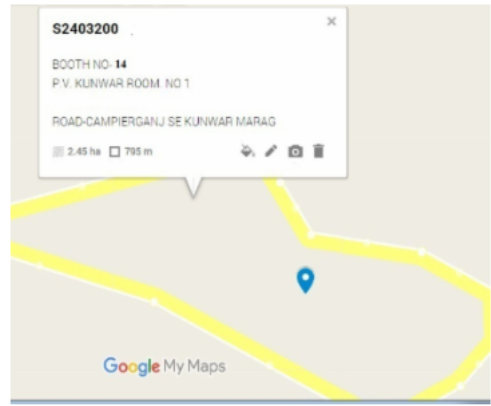 S2403200
BOOTH NO- 14
P.V. KUNWAR ROOM. NO 1
ROAD-CAMPIERGANJ SE KUNWAR MARAG
2.45 ha 795 m
Google My Maps